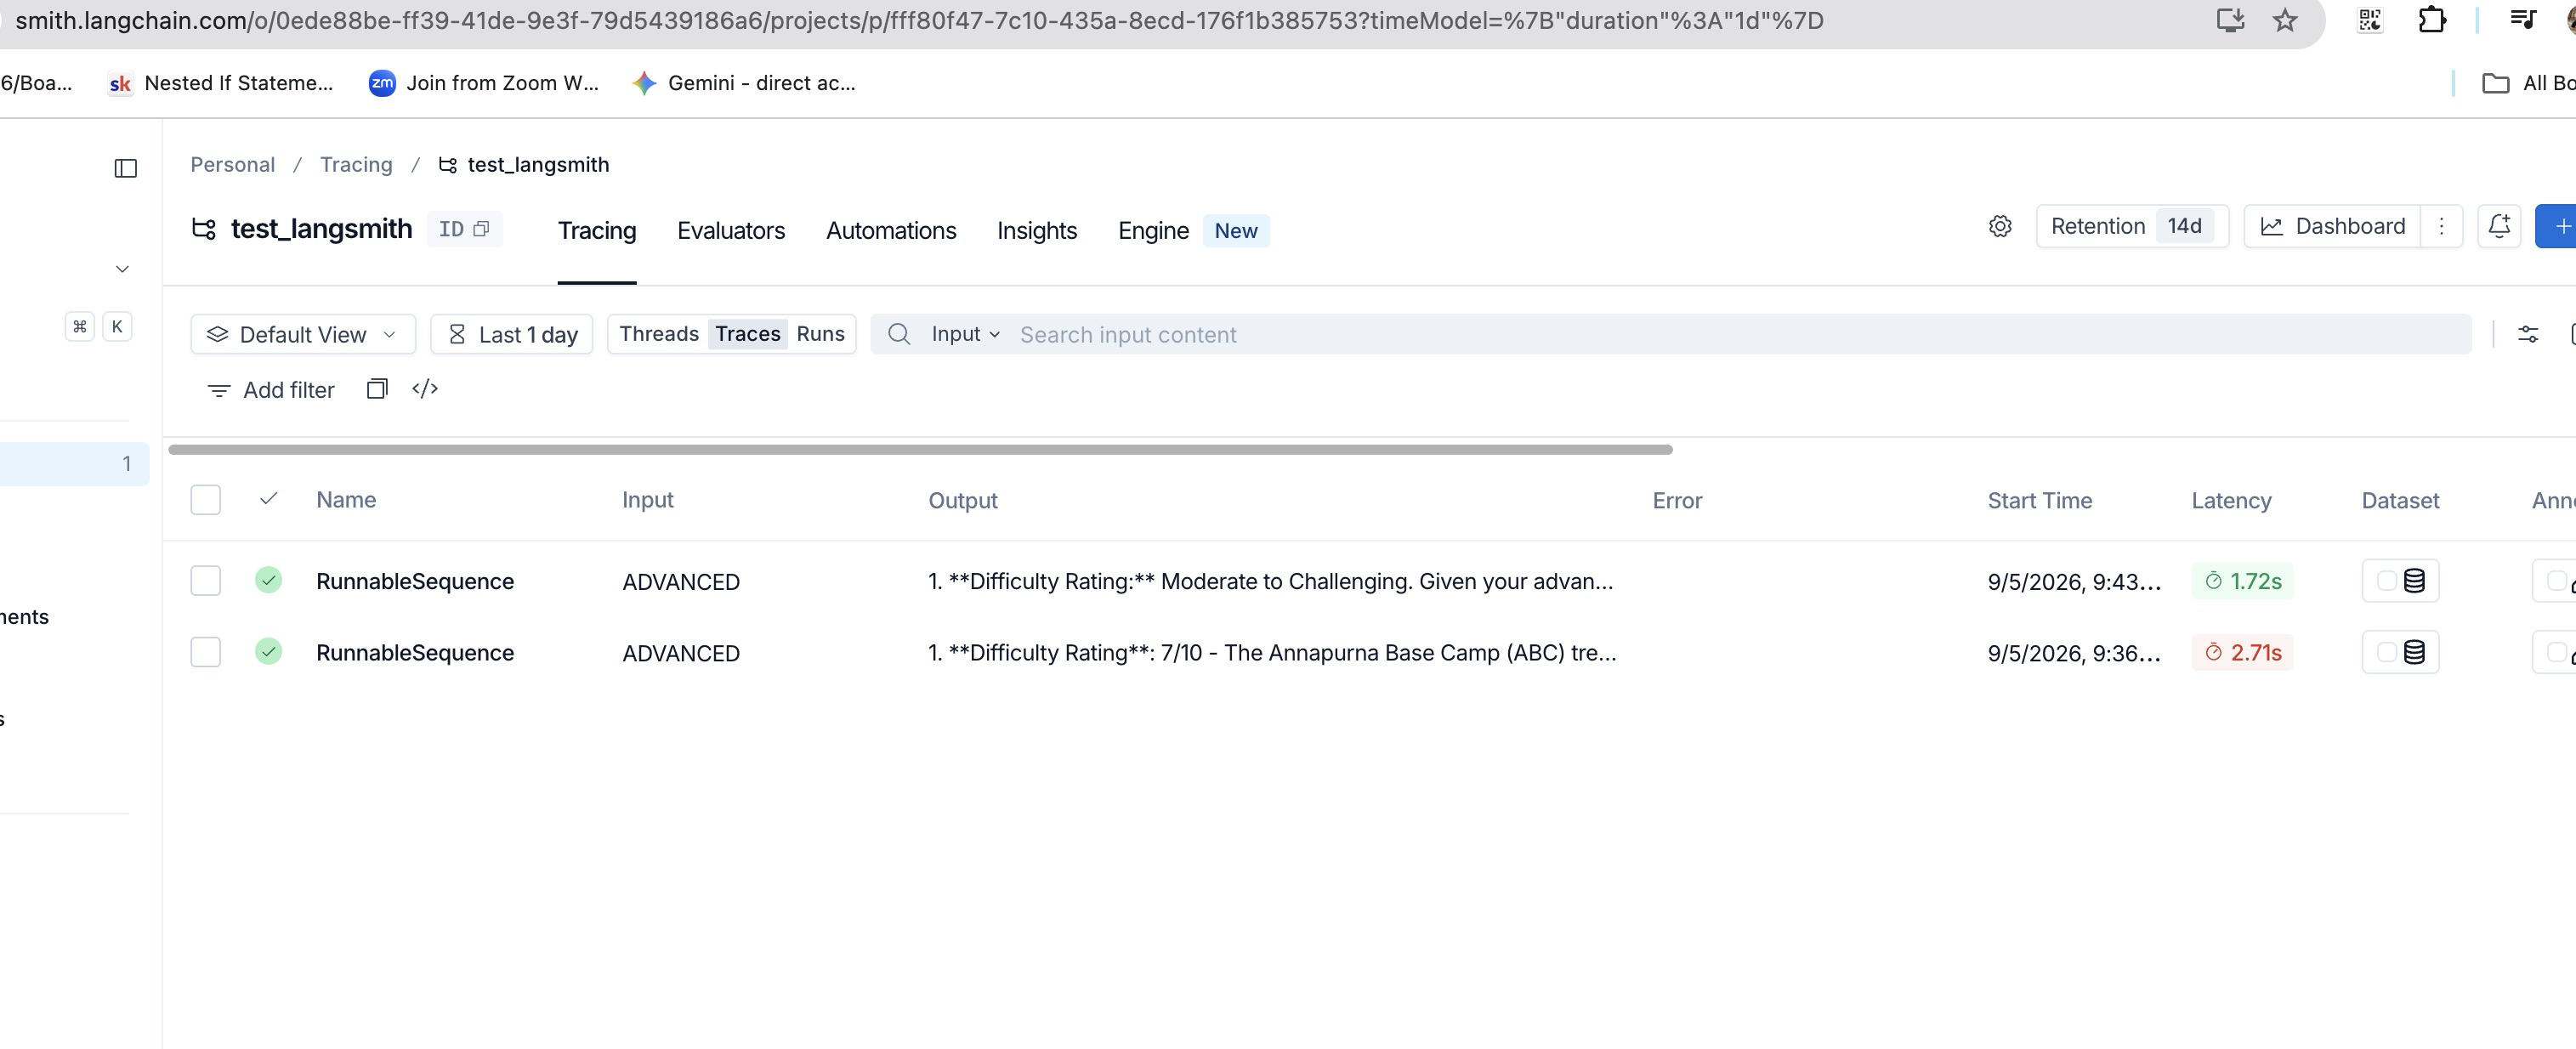 smith.langchain.com/o/0ede88be-ff39-41de-9e3f-79d5439186a6/projects/p/fff80f47-7c10-435a-8ecd-176f1b385753?timeModel=%7B"duration"%3A"1d"%7D
6/Boa... sk Nested If Stateme... zm Join from Zoom W... Gemini - direct ac... All Bo
Personal / Tracing / test_langsmith
test_langsmith ID Tracing Evaluators Automations Insights Engine New Retention 14d Dashboard
⌘ K Default View Last 1 day Threads Traces Runs Input Search input content
Add filter </>
1
Name Input Output Error Start Time Latency Dataset Ann
RunnableSequence ADVANCED 1. **Difficulty Rating:** Moderate to Challenging. Given your advan... 9/5/2026, 9:43... 1.72s
nents
RunnableSequence ADVANCED 1. **Difficulty Rating**: 7/10 - The Annapurna Base Camp (ABC) tre... 9/5/2026, 9:36... 2.71s
s